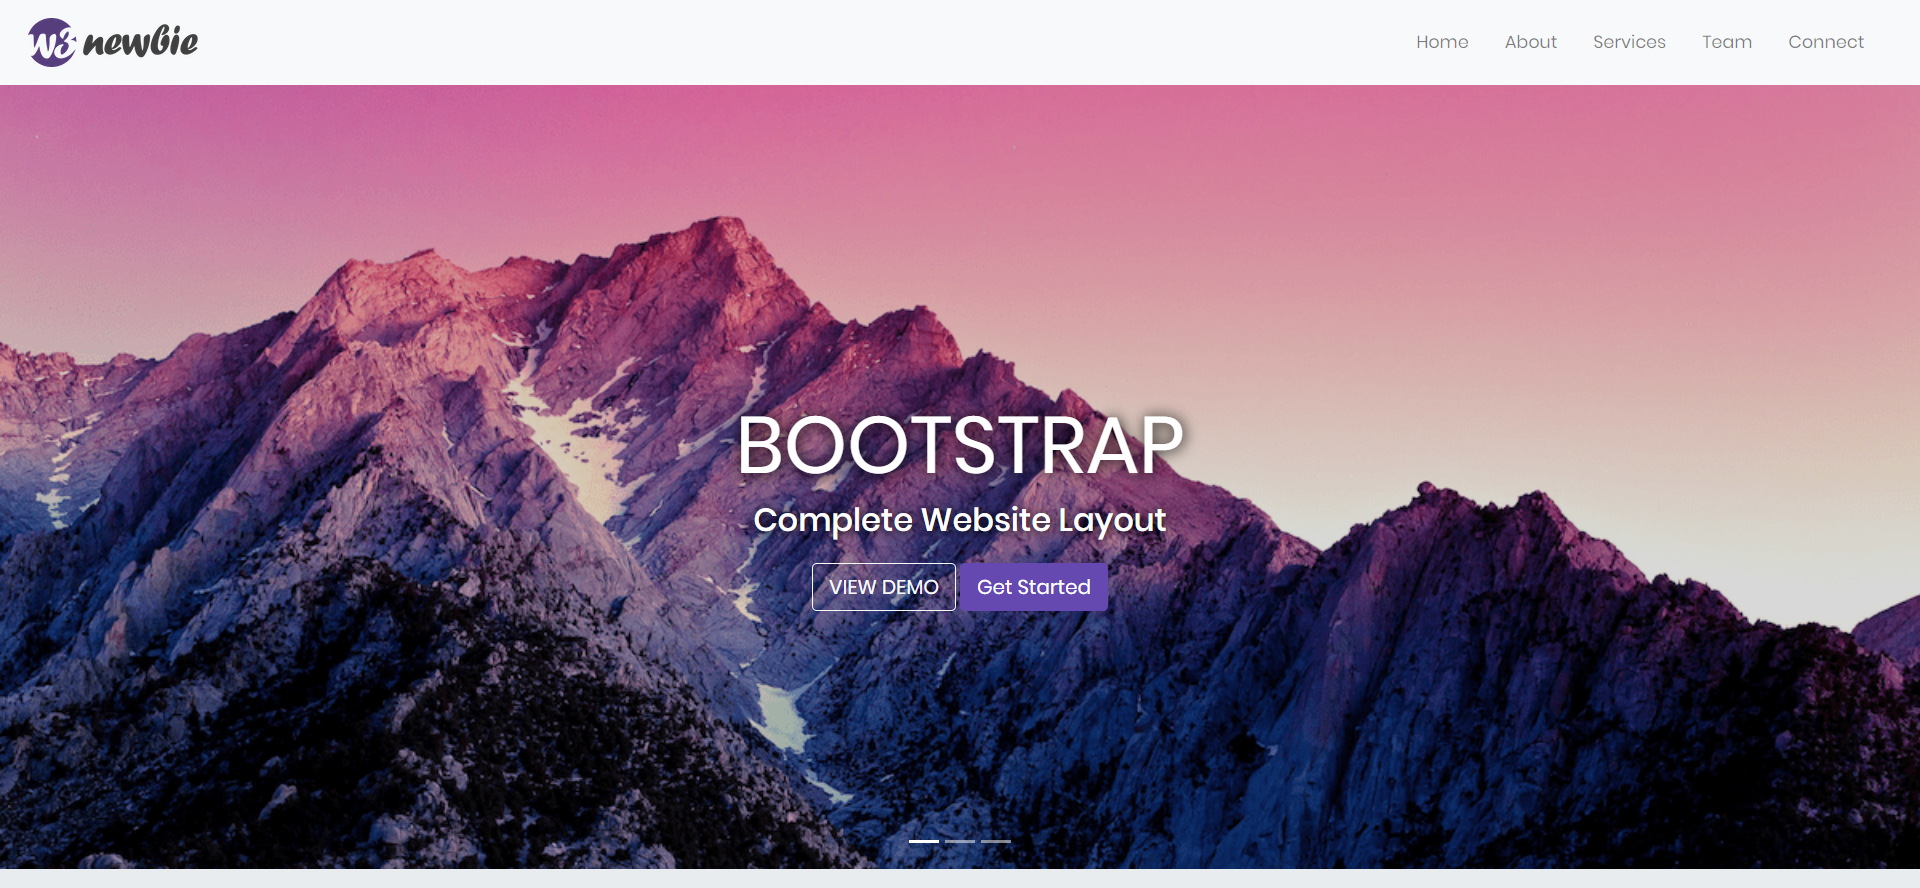 W3 newbie
Home About Services Team Connect
BOOTSTRAP
Complete Website Layout
VIEW DEMO Get Started